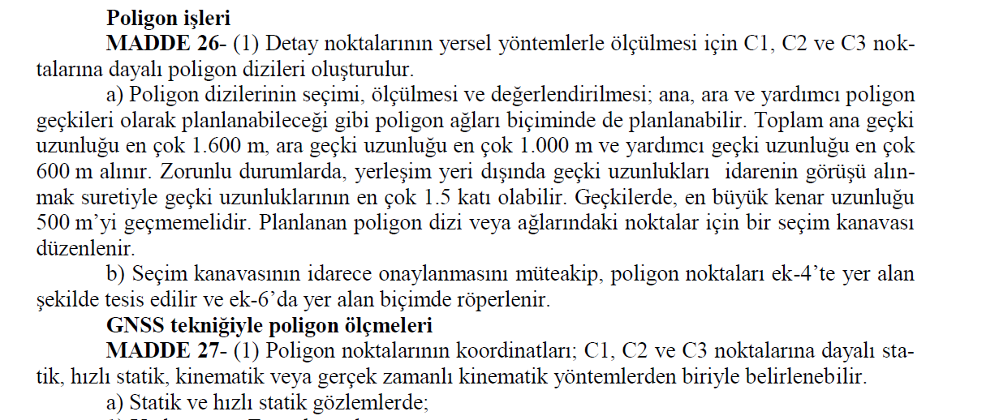 Poligon işleri
MADDE 26- (1) Detay noktalarının yersel yöntemlerle ölçülmesi için C1, C2 ve C3 nok-
talarına dayalı poligon dizileri oluşturulur.
a) Poligon dizilerinin seçimi, ölçülmesi ve değerlendirilmesi; ana, ara ve yardımcı poligon
geçkileri olarak planlanabileceği gibi poligon ağları biçiminde de planlanabilir. Toplam ana geçki
uzunluğu en çok 1.600 m, ara geçki uzunluğu en çok 1.000 m ve yardımcı geçki uzunluğu en çok
600 m alınır. Zorunlu durumlarda, yerleşim yeri dışında geçki uzunlukları idarenin görüşü alın-
mak suretiyle geçki uzunluklarının en çok 1.5 katı olabilir. Geçkilerde, en büyük kenar uzunluğu
500 m’yi geçmemelidir. Planlanan poligon dizi veya ağlarındaki noktalar için bir seçim kanavası
düzenlenir.
b) Seçim kanavasının idarece onaylanmasını müteakip, poligon noktaları ek-4’te yer alan
şekilde tesis edilir ve ek-6’da yer alan biçimde röperlenir.
GNSS tekniğiyle poligon ölçmeleri
MADDE 27- (1) Poligon noktalarının koordinatları; C1, C2 ve C3 noktalarına dayalı sta-
tik, hızlı statik, kinematik veya gerçek zamanlı kinematik yöntemlerden biriyle belirlenebilir.
a) Statik ve hızlı statik gözlemlerde;